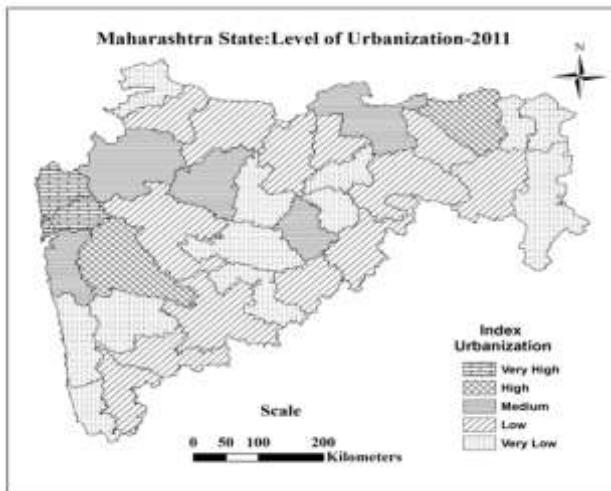 Maharashtra State:Level of Urbanization-2011
N
Index
Urbanization
Very High
High
Medium
Low
Very Low
Scale
0 50 100 200
Kilometers